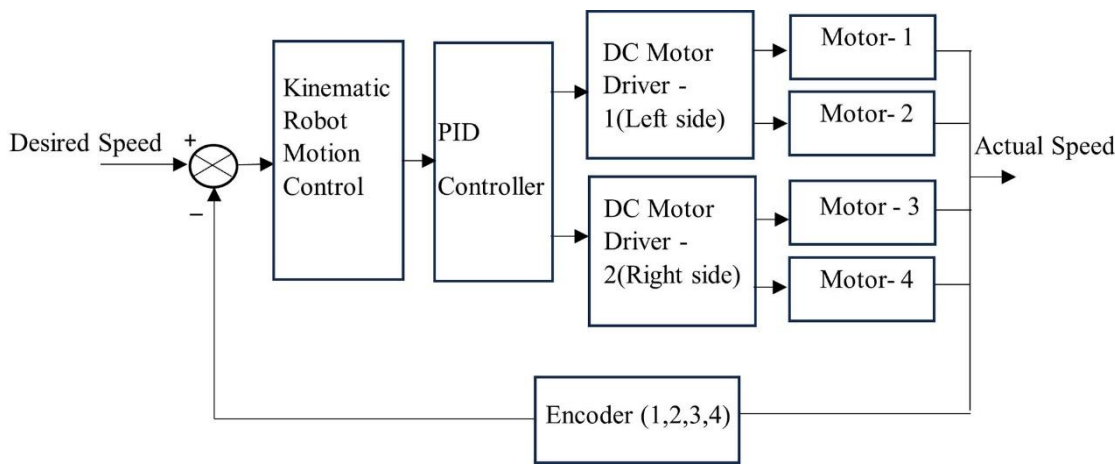 Desired Speed
+
−
Kinematic
Robot
Motion
Control
PID
Controller
DC Motor
Driver -
1(Left side)
DC Motor
Driver -
2(Right side)
Motor- 1
Motor- 2
Motor - 3
Motor- 4
Actual Speed
Encoder (1,2,3,4)